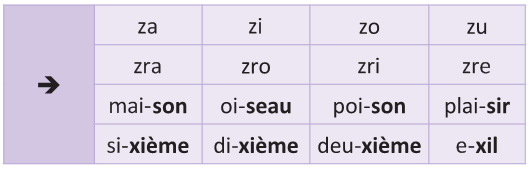 ➔
za zi zo zu
zra zro zri zre
mai-son oi-seau poi-son plai-sir
si-xième di-xième deu-xième e-xil